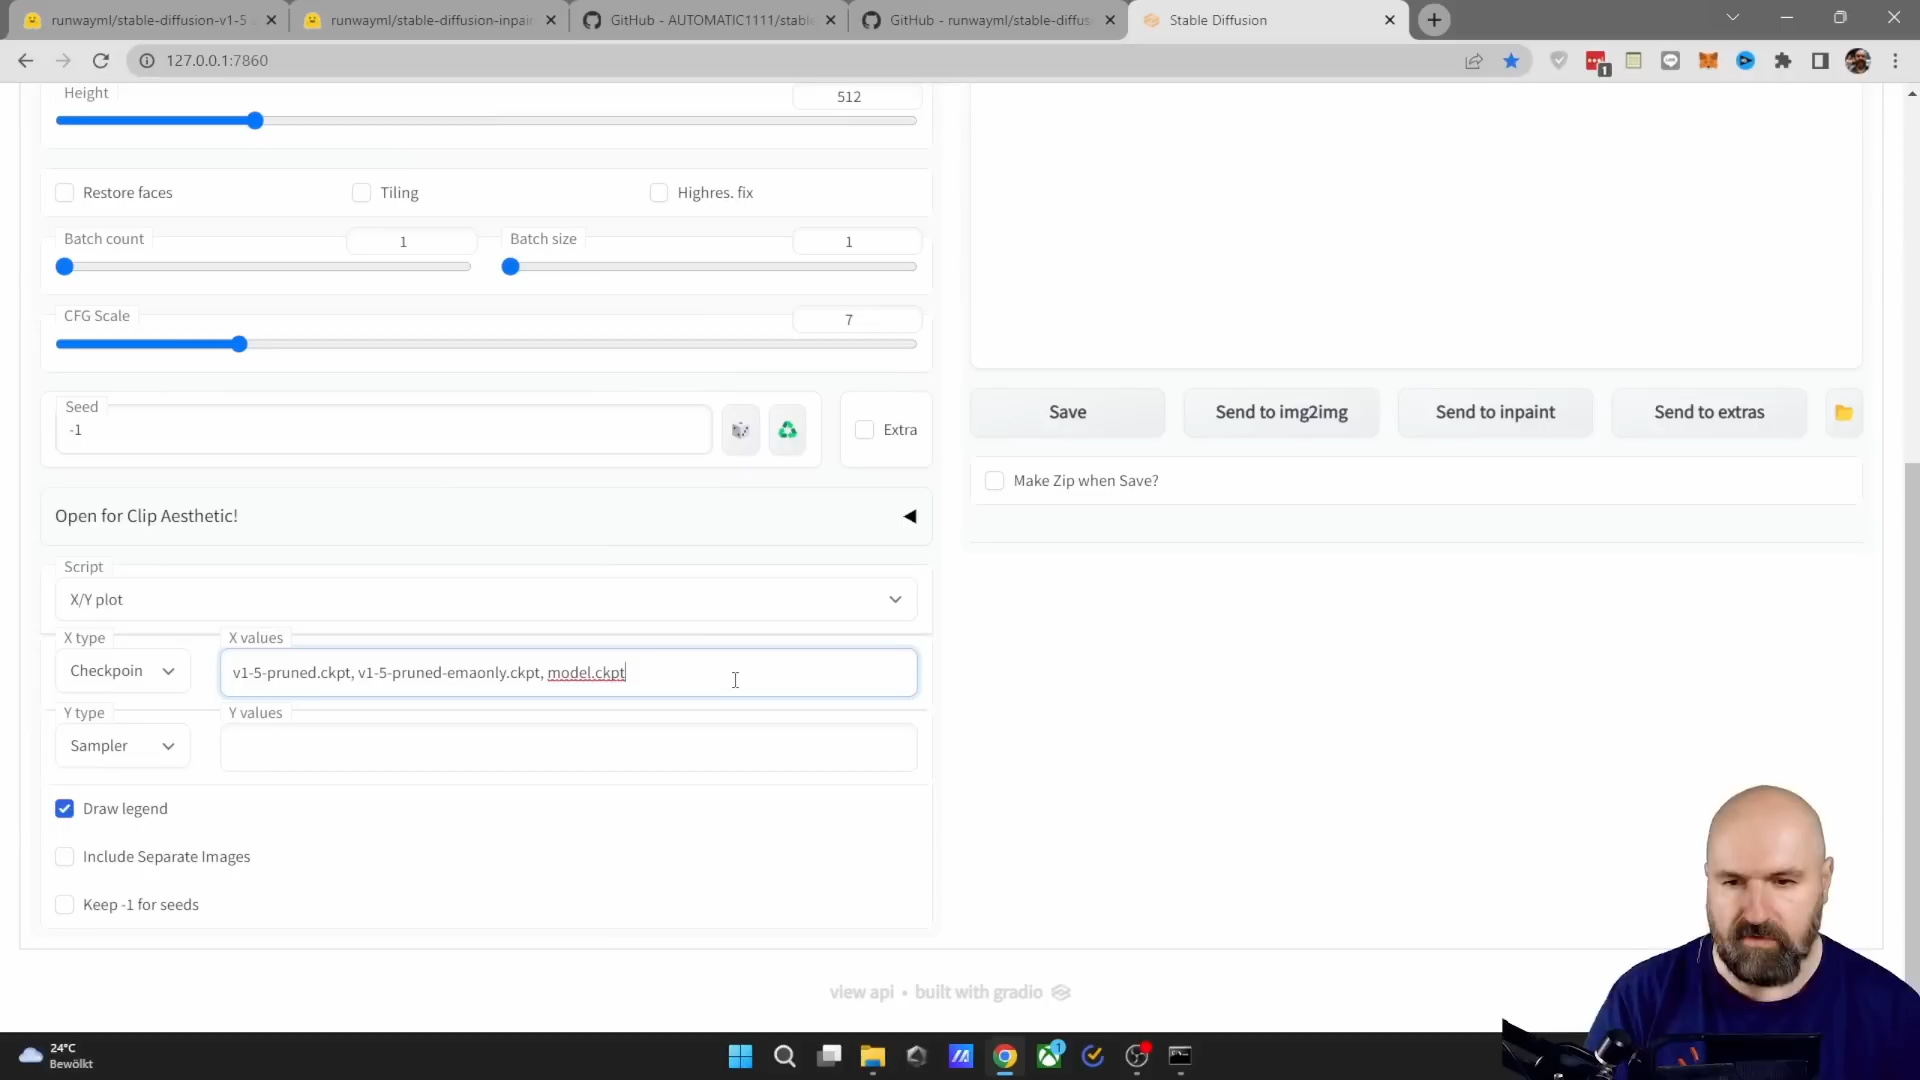 runwayml/stable-diffusion-v1-5
runwayml/stable-diffusion-inpai
GitHub - AUTOMATIC1111/stable
GitHub - runwayml/stable-diffus
Stable Diffusion
127.0.0.1:7860
1
Height
512
Restore faces
Tiling
Highres. fix
Batch count
1
Batch size
1
CFG Scale
7
Seed
-1
Extra
Save
Send to img2img
Send to inpaint
Send to extras
Make Zip when Save?
Open for Clip Aesthetic!
Script
X/Y plot
X type
X values
Checkpoin
v1-5-pruned.ckpt, v1-5-pruned-emaonly.ckpt, model.ckpt
Y type
Y values
Sampler
Draw legend
Include Separate Images
Keep -1 for seeds
view api • built with gradio
24°C
Bewölkt
1